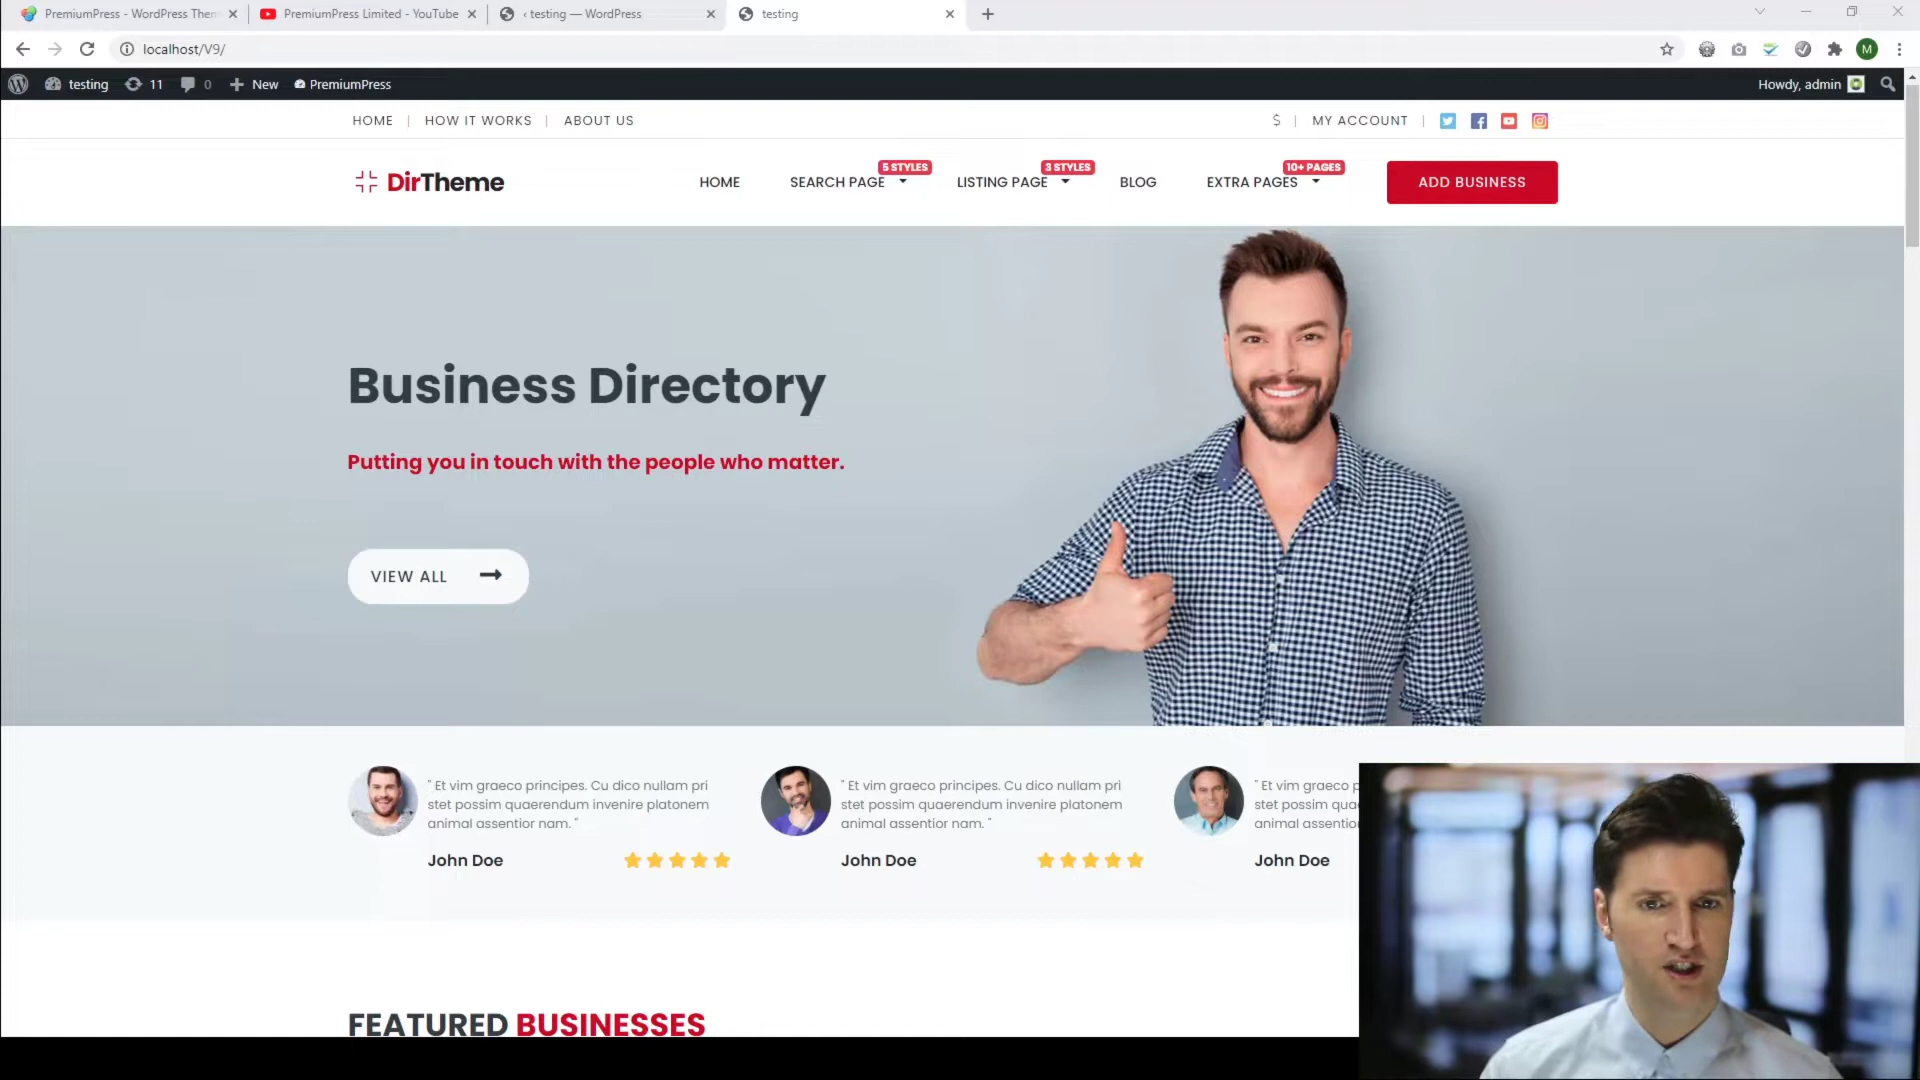 PremiumPress - WordPress Them
PremiumPress Limited - YouTube
‹ testing — WordPress
testing
localhost/V9/
M
testing
11
0
New
PremiumPress
Howdy, admin
HOME
HOW IT WORKS
ABOUT US
$
MY ACCOUNT
DirTheme
HOME
SEARCH PAGE
5 STYLES
LISTING PAGE
3 STYLES
BLOG
EXTRA PAGES
10+ PAGES
ADD BUSINESS
Business Directory
Putting you in touch with the people who matter.
VIEW ALL
" Et vim graeco principes. Cu dico nullam pri
stet possim quaerendum invenire platonem
animal assentior nam. "
John Doe
" Et vim graeco principes. Cu dico nullam pri
stet possim quaerendum invenire platonem
animal assentior nam. "
John Doe
" Et vim graeco p
stet possim qua
animal assentior
John Doe
FEATURED BUSINESSES